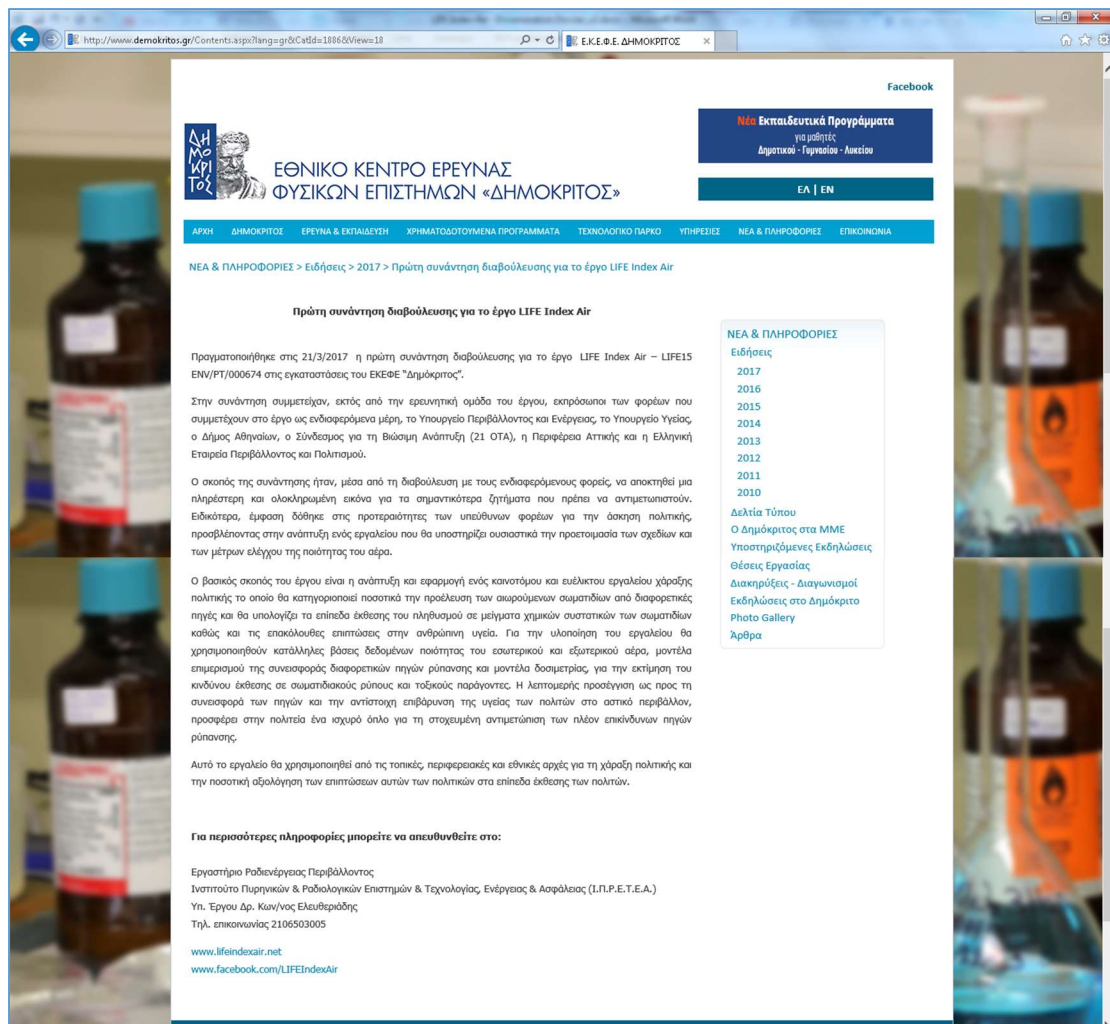 http://www.demokritos.gr/Contents.aspx?lang=gr&CatId=1886&View=18
Ε.Κ.Ε.Φ.Ε. ΔΗΜΟΚΡΙΤΟΣ
Facebook
Νέα Εκπαιδευτικά Προγράμματα
για μαθητές
Δημοτικού - Γυμνασίου - Λυκείου
ΔΗ
ΜΟ
ΚΡΙ
ΤΟΣ
ΕΘΝΙΚΟ ΚΕΝΤΡΟ ΕΡΕΥΝΑΣ
ΦΥΣΙΚΩΝ ΕΠΙΣΤΗΜΩΝ «ΔΗΜΟΚΡΙΤΟΣ»
ΕΛ | EN
ΑΡΧΗ ΔΗΜΟΚΡΙΤΟΣ ΕΡΕΥΝΑ & ΕΚΠΑΙΔΕΥΣΗ ΧΡΗΜΑΤΟΔΟΤΟΥΜΕΝΑ ΠΡΟΓΡΑΜΜΑΤΑ ΤΕΧΝΟΛΟΓΙΚΟ ΠΑΡΚΟ ΥΠΗΡΕΣΙΕΣ ΝΕΑ & ΠΛΗΡΟΦΟΡΙΕΣ ΕΠΙΚΟΙΝΩΝΙΑ
ΝΕΑ & ΠΛΗΡΟΦΟΡΙΕΣ > Ειδήσεις > 2017 > Πρώτη συνάντηση διαβούλευσης για το έργο LIFE Index Air
Πρώτη συνάντηση διαβούλευσης για το έργο LIFE Index Air
Πραγματοποιήθηκε στις 21/3/2017 η πρώτη συνάντηση διαβούλευσης για το έργο LIFE Index Air – LIFE15
ENV/PT/000674 στις εγκαταστάσεις του ΕΚΕΦΕ "Δημόκριτος".
Στην συνάντηση συμμετείχαν, εκτός από την ερευνητική ομάδα του έργου, εκπρόσωποι των φορέων που
συμμετέχουν στο έργο ως ενδιαφερόμενα μέρη, το Υπουργείο Περιβάλλοντος και Ενέργειας, το Υπουργείο Υγείας,
ο Δήμος Αθηναίων, ο Σύνδεσμος για τη Βιώσιμη Ανάπτυξη (21 ΟΤΑ), η Περιφέρεια Αττικής και η Ελληνική
Εταιρεία Περιβάλλοντος και Πολιτισμού.
Ο σκοπός της συνάντησης ήταν, μέσα από τη διαβούλευση με τους ενδιαφερόμενους φορείς, να αποκτηθεί μια
πληρέστερη και ολοκληρωμένη εικόνα για τα σημαντικότερα ζητήματα που πρέπει να αντιμετωπιστούν.
Ειδικότερα, έμφαση δόθηκε στις προτεραιότητες των υπεύθυνων φορέων για την άσκηση πολιτικής,
προσβλέποντας στην ανάπτυξη ενός εργαλείου που θα υποστηρίζει ουσιαστικά την προετοιμασία των σχεδίων και
των μέτρων ελέγχου της ποιότητας του αέρα.
Ο βασικός σκοπός του έργου είναι η ανάπτυξη και εφαρμογή ενός καινοτόμου και ευέλικτου εργαλείου χάραξης
πολιτικής το οποίο θα κατηγοριοποιεί ποσοτικά την προέλευση των αιωρούμενων σωματιδίων από διαφορετικές
πηγές και θα υπολογίζει τα επίπεδα έκθεσης του πληθυσμού σε μείγματα χημικών συστατικών των σωματιδίων
καθώς και τις επακόλουθες επιπτώσεις στην ανθρώπινη υγεία. Για την υλοποίηση του εργαλείου θα
χρησιμοποιηθούν κατάλληλες βάσεις δεδομένων ποιότητας του εσωτερικού και εξωτερικού αέρα, μοντέλα
επιμερισμού της συνεισφοράς διαφορετικών πηγών ρύπανσης και μοντέλα δοσιμετρίας, για την εκτίμηση του
κινδύνου έκθεσης σε σωματιδιακούς ρύπους και τοξικούς παράγοντες. Η λεπτομερής προσέγγιση ως προς τη
συνεισφορά των πηγών και την αντίστοιχη επιβάρυνση της υγείας των πολιτών στο αστικό περιβάλλον,
προσφέρει στην πολιτεία ένα ισχυρό όπλο για τη στοχευμένη αντιμετώπιση των πλέον επικίνδυνων πηγών
ρύπανσης.
Αυτό το εργαλείο θα χρησιμοποιηθεί από τις τοπικές, περιφερειακές και εθνικές αρχές για τη χάραξη πολιτικής και
την ποσοτική αξιολόγηση των επιπτώσεων αυτών των πολιτικών στα επίπεδα έκθεσης των πολιτών.
Για περισσότερες πληροφορίες μπορείτε να απευθυνθείτε στο:
Εργαστήριο Ραδιενέργειας Περιβάλλοντος
Ινστιτούτο Πυρηνικών & Ραδιολογικών Επιστημών & Τεχνολογίας, Ενέργειας & Ασφάλειας (Ι.Π.Ρ.Ε.Τ.Ε.Α.)
Υπ. Έργου Δρ. Κων/νος Ελευθεριάδης
Τηλ. επικοινωνίας 2106503005
www.lifeindexair.net
www.facebook.com/LIFEIndexAir
ΝΕΑ & ΠΛΗΡΟΦΟΡΙΕΣ
Ειδήσεις
2017
2016
2015
2014
2013
2012
2011
2010
Δελτία Τύπου
Ο Δημόκριτος στα ΜΜΕ
Υποστηριζόμενες Εκδηλώσεις
Θέσεις Εργασίας
Διακηρύξεις - Διαγωνισμοί
Εκδηλώσεις στο Δημόκριτο
Photo Gallery
Άρθρα